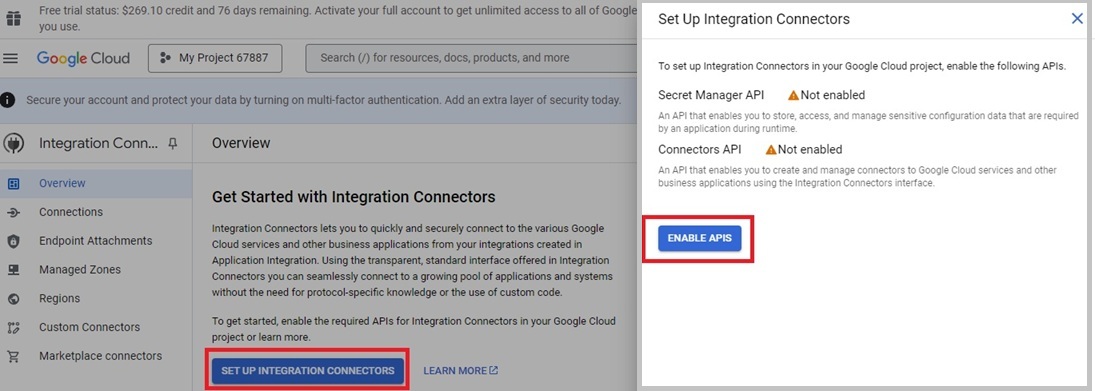 Free trial status: $269.10 credit and 76 days remaining. Activate your full account to get unlimited access to all of Google
you use.
Google Cloud
My Project 67887
Search (/) for resources, docs, products, and more
Secure your account and protect your data by turning on multi-factor authentication. Add an extra layer of security today.
Integration Conn...
Overview
Overview
Connections
Endpoint Attachments
Managed Zones
Regions
Custom Connectors
Marketplace connectors
Get Started with Integration Connectors
Integration Connectors lets you to quickly and securely connect to the various Google
Cloud services and other business applications from your integrations created in
Application Integration. Using the transparent, standard interface offered in Integration
Connectors you can seamlessly connect to a growing pool of applications and systems
without the need for protocol-specific knowledge or the use of custom code.
To get started, enable the required APIs for Integration Connectors in your Google Cloud
project or learn more.
SET UP INTEGRATION CONNECTORS
LEARN MORE
Set Up Integration Connectors
To set up Integration Connectors in your Google Cloud project, enable the following APIs.
Secret Manager API Not enabled
An API that enables you to store, access, and manage sensitive configuration data that are required
by an application during runtime.
Connectors API Not enabled
An API that enables you to create and manage connectors to Google Cloud services and other
business applications using the Integration Connectors interface.
ENABLE APIS